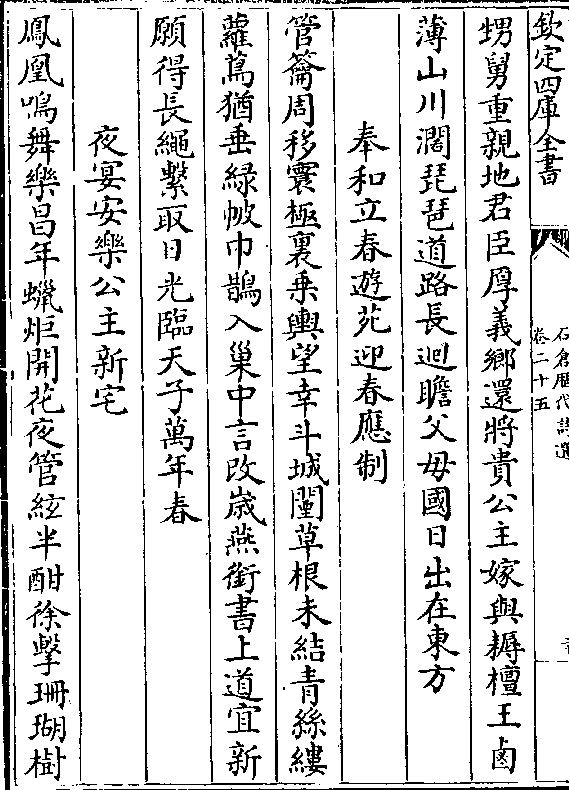 欽定四庫全書
石倉歴代詩選
卷二十五
甥舅重親地君臣厚義鄉還將貴公主嫁與耨檀王鹵
薄山川濶琵琶道路長迴瞻父母國日出在東方
奉和立春遊苑迎春應制
管籥周移寰極裏乗輿望幸斗城闉草根未結青絲縷
蘿蔦猶垂緑帔巾鵲入巢中言改歳燕銜書上道宜新
願得長繩繫取日光臨天子萬年春
夜宴安樂公主新宅
鳳凰鳴舞樂昌年蠟炬開花夜管絃半酣徐擊珊瑚樹